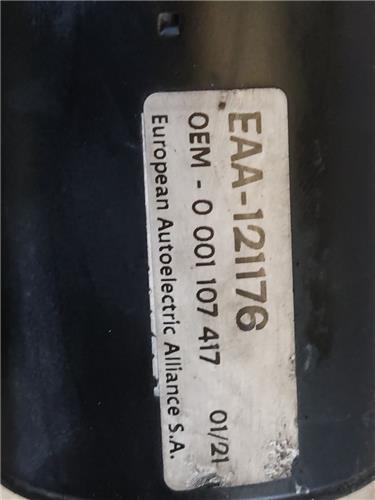 EAA-121176
OEM - 0 001 107 417 01/21
European Autoelectric Alliance S.A.